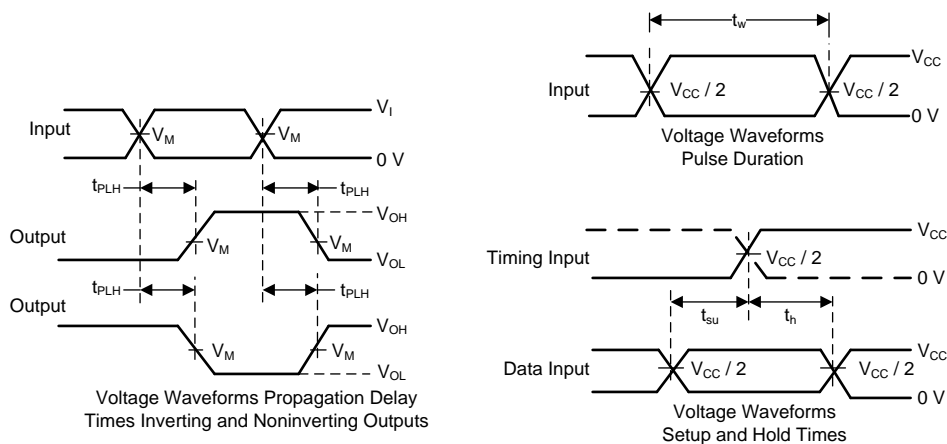 Input
V_M
V_M
V_I
0 V
t_PLH
t_PLH
Output
V_M
V_M
V_OH
V_OL
t_PLH
t_PLH
Output
V_M
V_M
V_OH
V_OL
Voltage Waveforms Propagation Delay
Times Inverting and Noninverting Outputs
t_w
Input
V_CC / 2
V_CC / 2
V_CC
0 V
Voltage Waveforms
Pulse Duration
Timing Input
V_CC / 2
V_CC
0 V
t_su
t_h
Data Input
V_CC / 2
V_CC / 2
V_CC
0 V
Voltage Waveforms
Setup and Hold Times